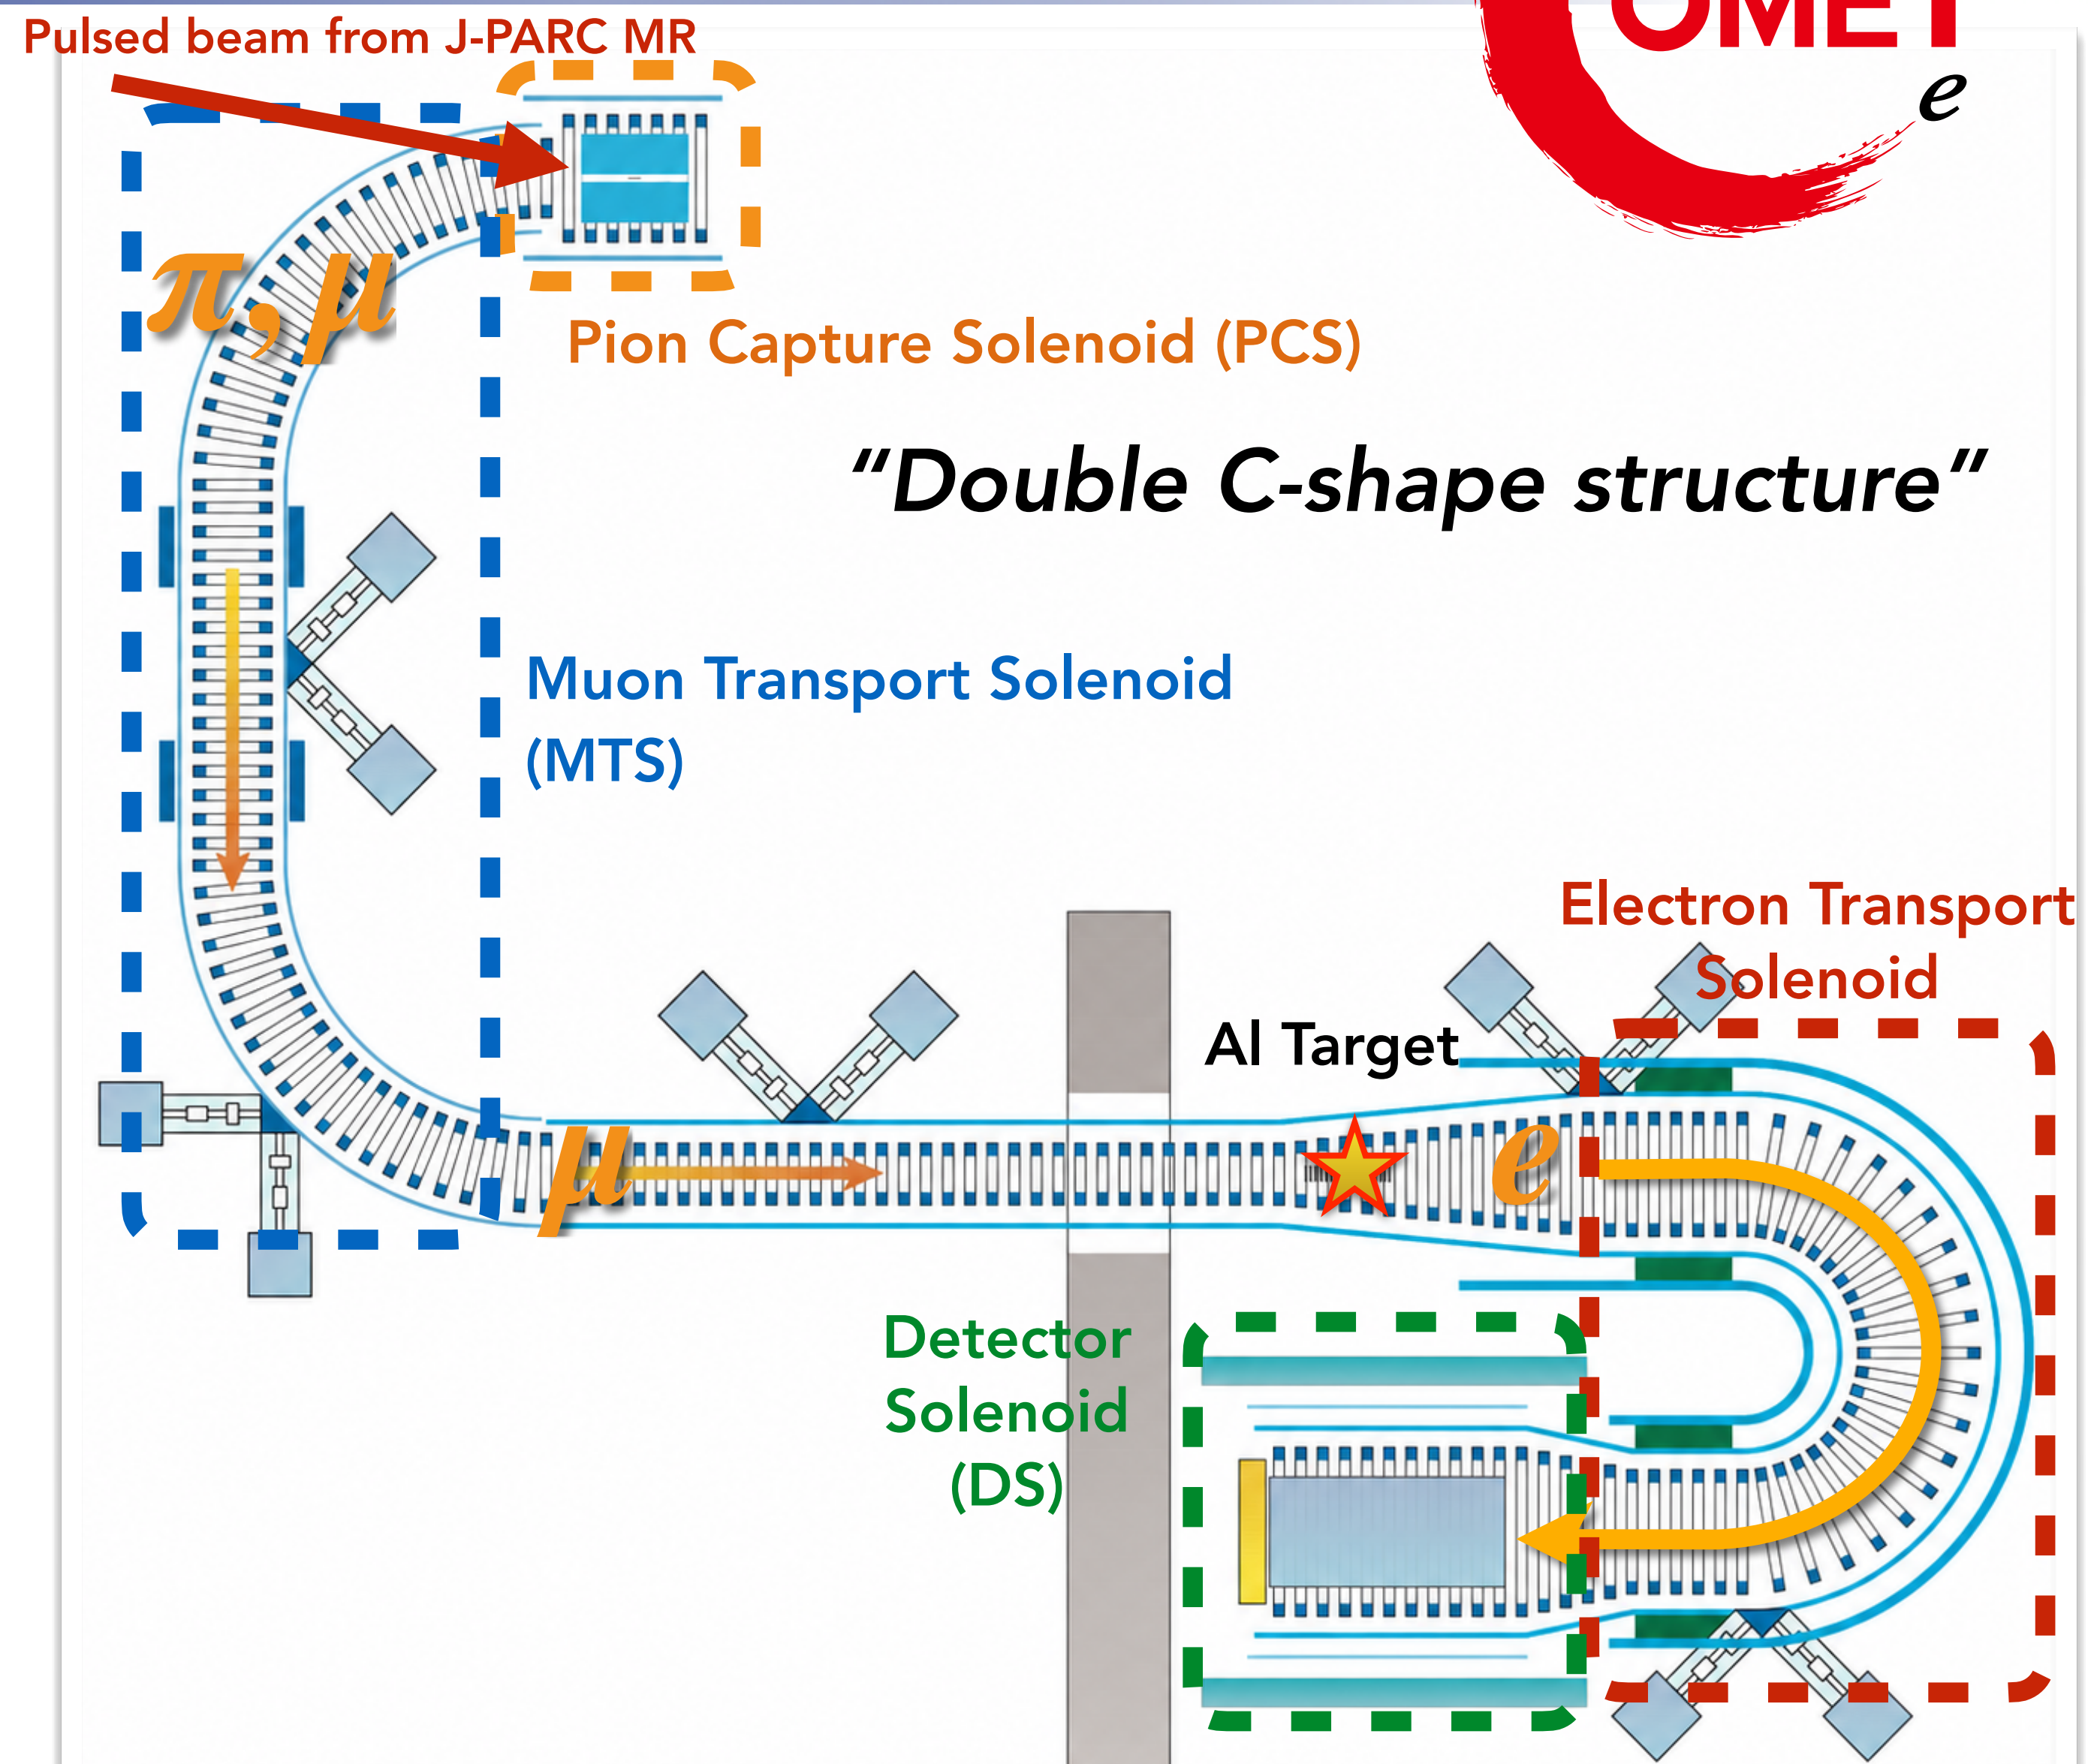 Pulsed beam from J-PARC MR
OMET
e
π, μ
Pion Capture Solenoid (PCS)
“Double C-shape structure”
Muon Transport Solenoid
(MTS)
Electron Transport
Solenoid
Al Target
μ
e
Detector
Solenoid
(DS)